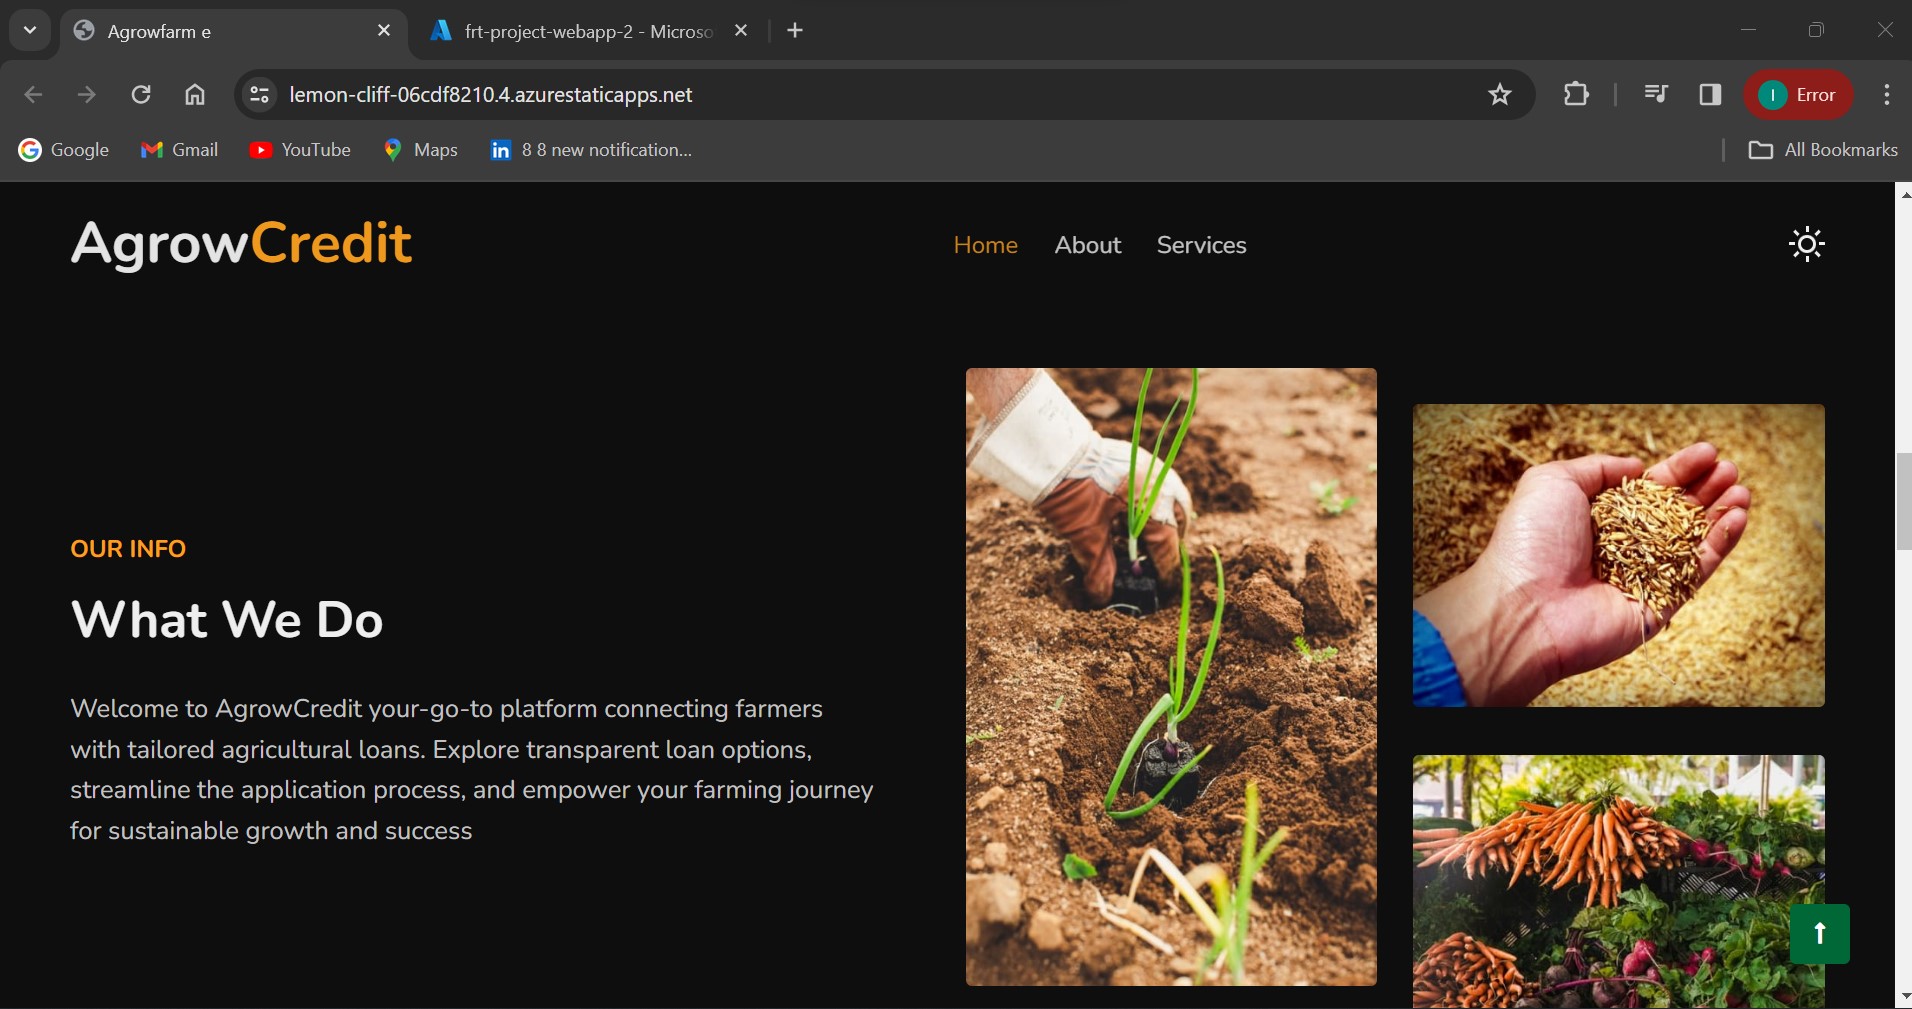 Agrowfarm e
frt-project-webapp-2 - Microso
lemon-cliff-06cdf8210.4.azurestaticapps.net
I Error
Google Gmail YouTube Maps in 8 8 new notification... All Bookmarks
AgrowCredit Home About Services
OUR INFO
What We Do
Welcome to AgrowCredit your-go-to platform connecting farmers
with tailored agricultural loans. Explore transparent loan options,
streamline the application process, and empower your farming journey
for sustainable growth and success